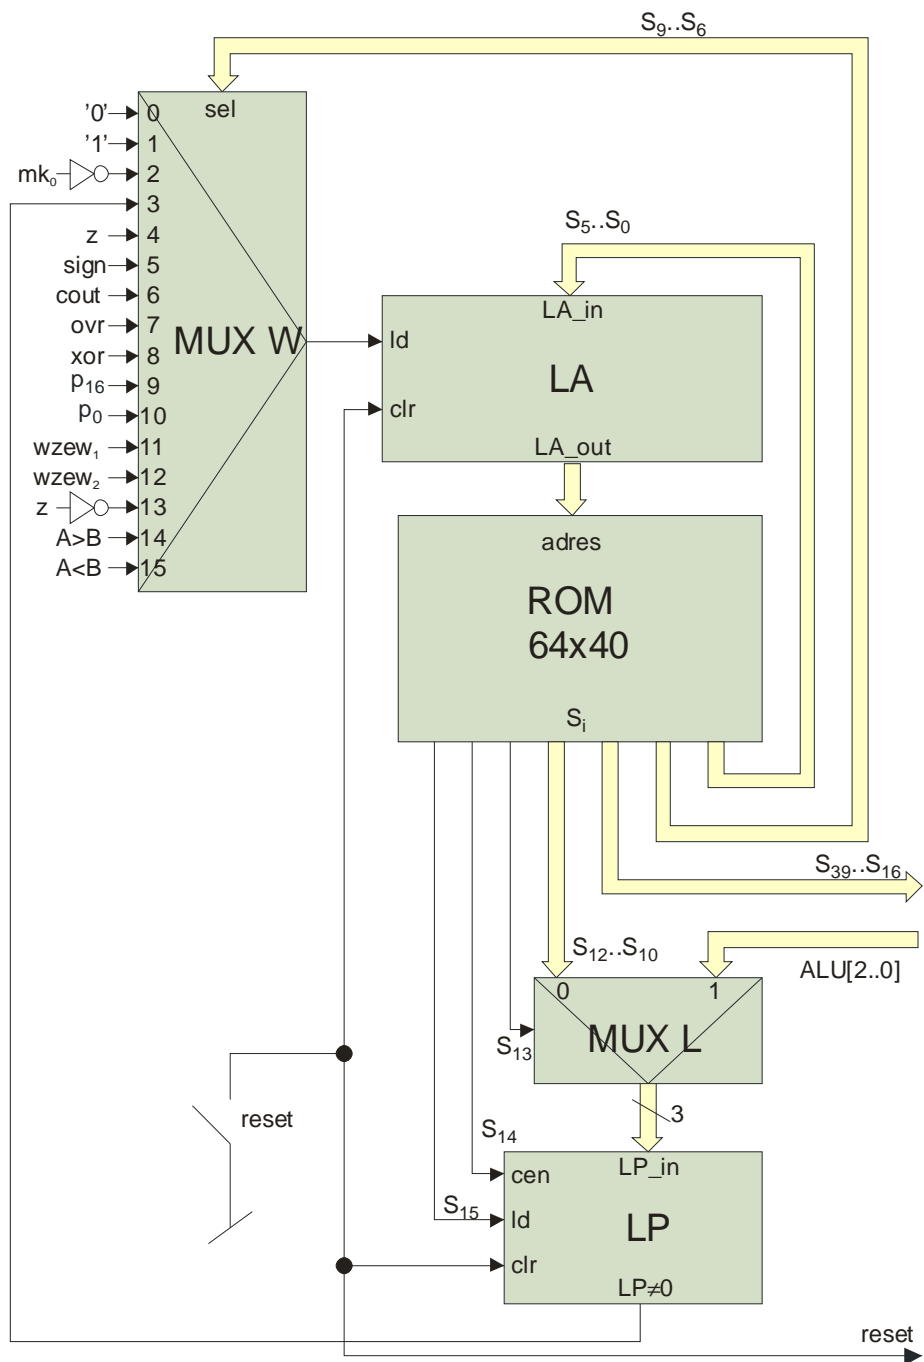 S₉..S₆
sel
'0' 0
'1' 1
mk₀ 2
3
z 4
sign 5
cout 6
ovr 7
xor 8
p₁₆ 9
p₀ 10
wzew₁ 11
wzew₂ 12
z 13
A>B 14
A<B 15
MUX W
S₅..S₀
LA_in
ld
LA
clr
LA_out
adres
ROM
64x40
Sᵢ
S₃₉..S₁₆
S₁₂..S₁₀
ALU[2..0]
0 1
S₁₃
MUX L
3
reset
S₁₄
LP_in
cen
S₁₅
ld
LP
clr
LP≠0
reset